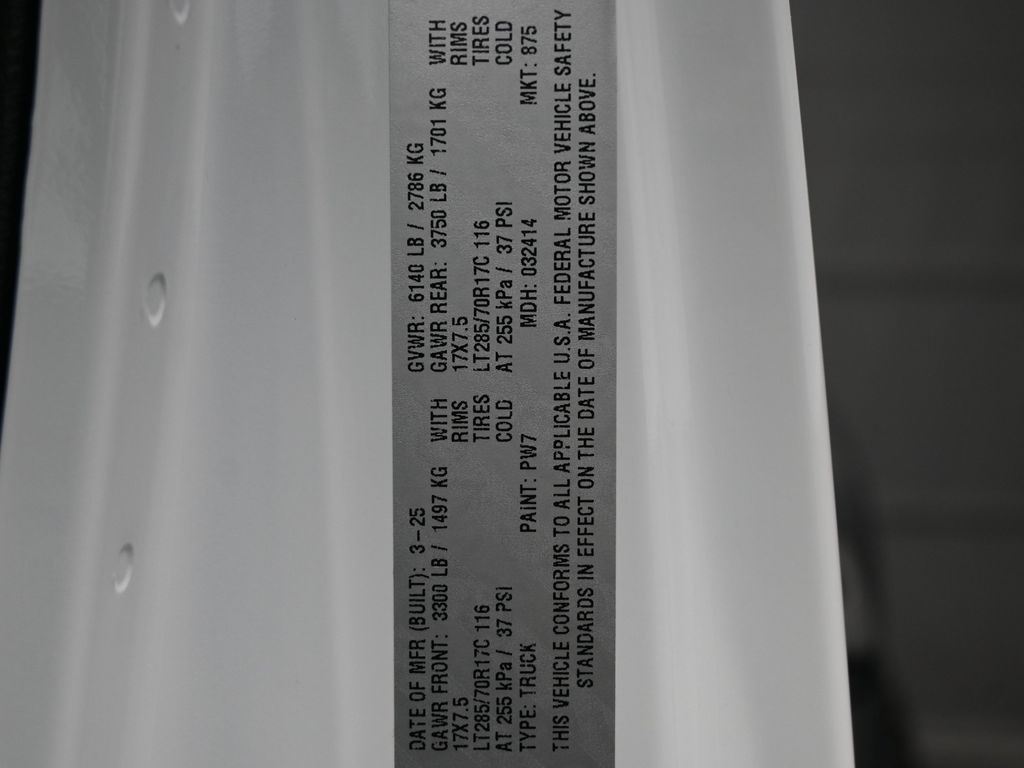 DATE OF MFR (BUILT): 3-25 GVWR: 6140 LB / 2786 KG
GAWR FRONT: 3300 LB / 1497 KG WITH GAWR REAR: 3750 LB / 1701 KG WITH
17X7.5 RIMS 17X7.5 RIMS
LT285/70R17C 116 TIRES LT285/70R17C 116 TIRES
AT 255 kPa / 37 PSI COLD AT 255 kPa / 37 PSI COLD
TYPE: TRUCK PAINT: PW7 MDH: 032414 MKT: 875
THIS VEHICLE CONFORMS TO ALL APPLICABLE U.S.A. FEDERAL MOTOR VEHICLE SAFETY
STANDARDS IN EFFECT ON THE DATE OF MANUFACTURE SHOWN ABOVE.